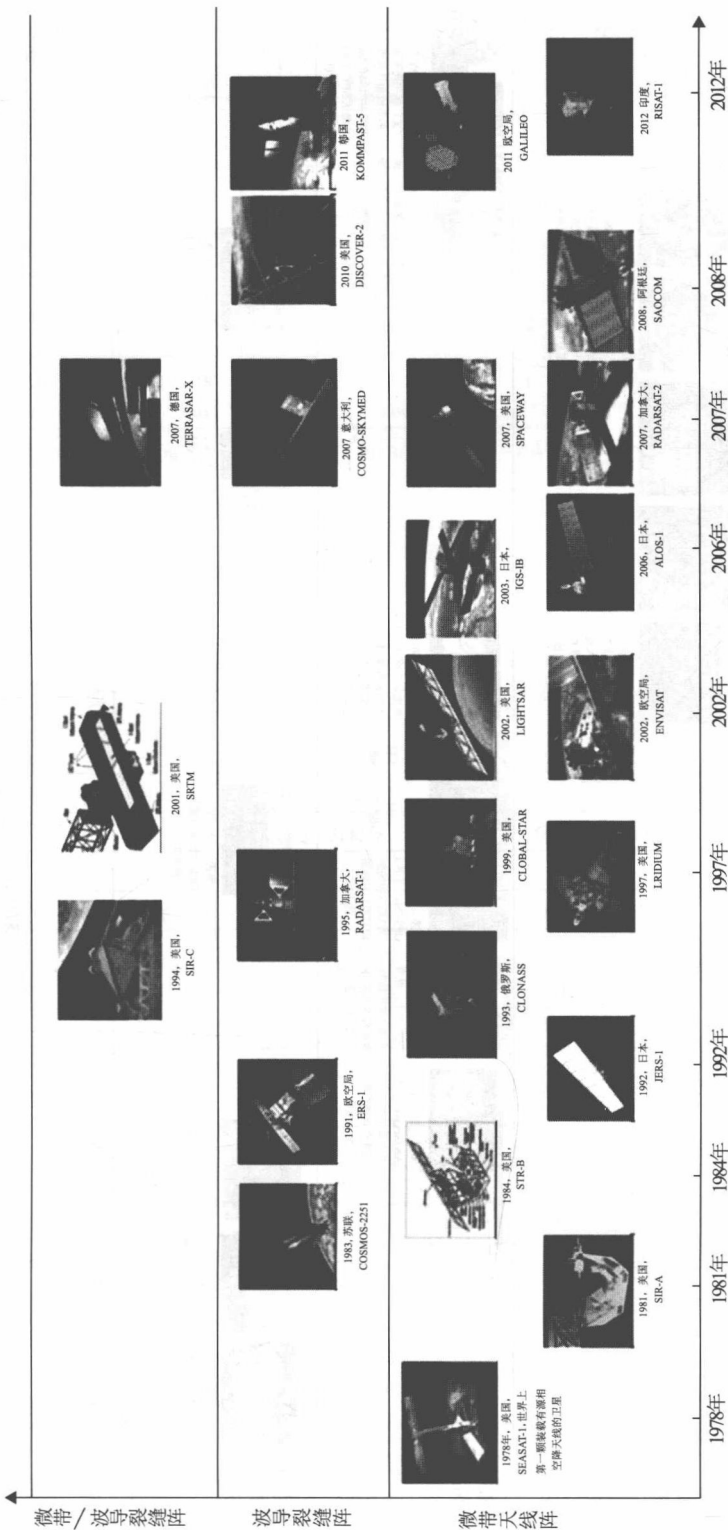 微带/波导裂缝阵
2001，美国，
SRTM
1994，美国，
SIR-C
2007，德国，
TERRASAR-X
波导裂缝阵
1983, 苏联，
COSMOS-2251
1991，欧空局，
ERS-1
1995，加拿大，
RADARSAT-1
2007 意大利，
COSMO-SKYMED
2010 美国，
DISCOVER-2
2011 韩国，
KOMMPAST-5
微带天线阵
1978年，美国，
SEASAT-1, 世界上
第一颗装载有源相
空降天线的卫星
1984，美国，
STR-B
1993，俄罗斯，
CLONASS
1999，美国，
CLOBAL-STAR
2002，美国，
LIGHTSAR
2003，日本，
IGS-IB
2007，美国，
SPACEWAY
2011 欧空局，
GALILEO
1981，美国，
SIR-A
1992，日本，
JERS-1
1997，美国，
LRIDIUM
2002，欧空局，
ENVISAT
2006，日本，
ALOS-1
2007，加拿大，
RADARSAT-2
2008，阿根廷，
SAOCOM
2012 印度，
RISAT-1
1978年
1981年
1984年
1992年
1997年
2002年
2006年
2007年
2008年
2012年